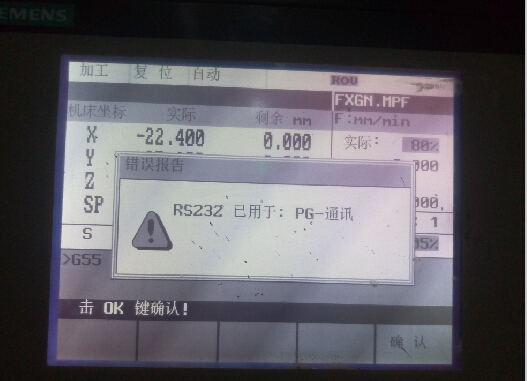 SIEMENS
加工 复位 自动
ROV
FXGN.MPF
机床坐标 实际 剩余 mm
F:mm/min
X -22.400 0.000
实际: 80%
Y
Z
SP
S
错误报告
RS232 已用于: PG-通讯
>G55
击 OK 键确认!
确认